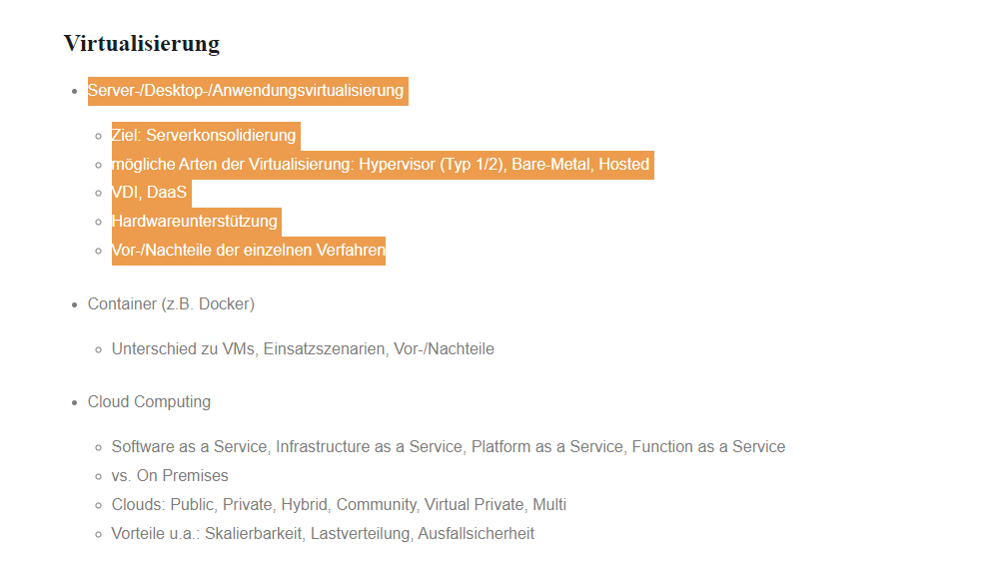 Virtualisierung
Server-/Desktop-/Anwendungsvirtualisierung
Ziel: Serverkonsolidierung
mögliche Arten der Virtualisierung: Hypervisor (Typ 1/2), Bare-Metal, Hosted
VDI, DaaS
Hardwareunterstützung
Vor-/Nachteile der einzelnen Verfahren
Container (z.B. Docker)
Unterschied zu VMs, Einsatzszenarien, Vor-/Nachteile
Cloud Computing
Software as a Service, Infrastructure as a Service, Platform as a Service, Function as a Service
vs. On Premises
Clouds: Public, Private, Hybrid, Community, Virtual Private, Multi
Vorteile u.a.: Skalierbarkeit, Lastverteilung, Ausfallsicherheit